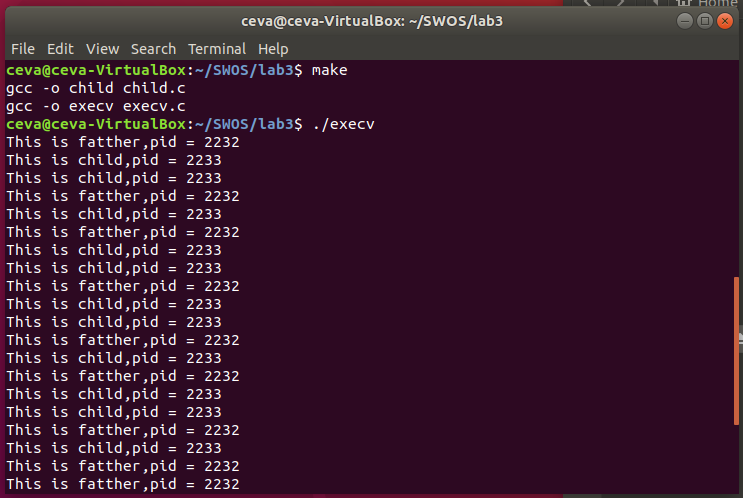 Home
ceva@ceva-VirtualBox: ~/SWOS/lab3
File Edit View Search Terminal Help
ceva@ceva-VirtualBox:~/SWOS/lab3$ make
gcc -o child child.c
gcc -o execv execv.c
ceva@ceva-VirtualBox:~/SWOS/lab3$ ./execv
This is fatther,pid = 2232
This is child,pid = 2233
This is child,pid = 2233
This is fatther,pid = 2232
This is child,pid = 2233
This is fatther,pid = 2232
This is child,pid = 2233
This is child,pid = 2233
This is fatther,pid = 2232
This is child,pid = 2233
This is child,pid = 2233
This is fatther,pid = 2232
This is child,pid = 2233
This is fatther,pid = 2232
This is child,pid = 2233
This is child,pid = 2233
This is fatther,pid = 2232
This is child,pid = 2233
This is fatther,pid = 2232
This is fatther,pid = 2232